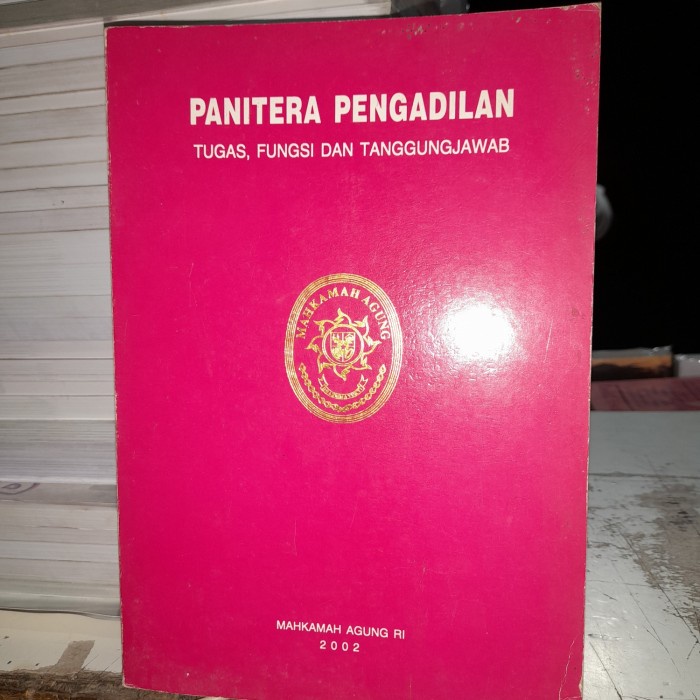 PANITERA PENGADILAN
TUGAS, FUNGSI DAN TANGGUNGJAWAB
MAHKAMAH AGUNG
MAHKAMAH AGUNG RI
2002